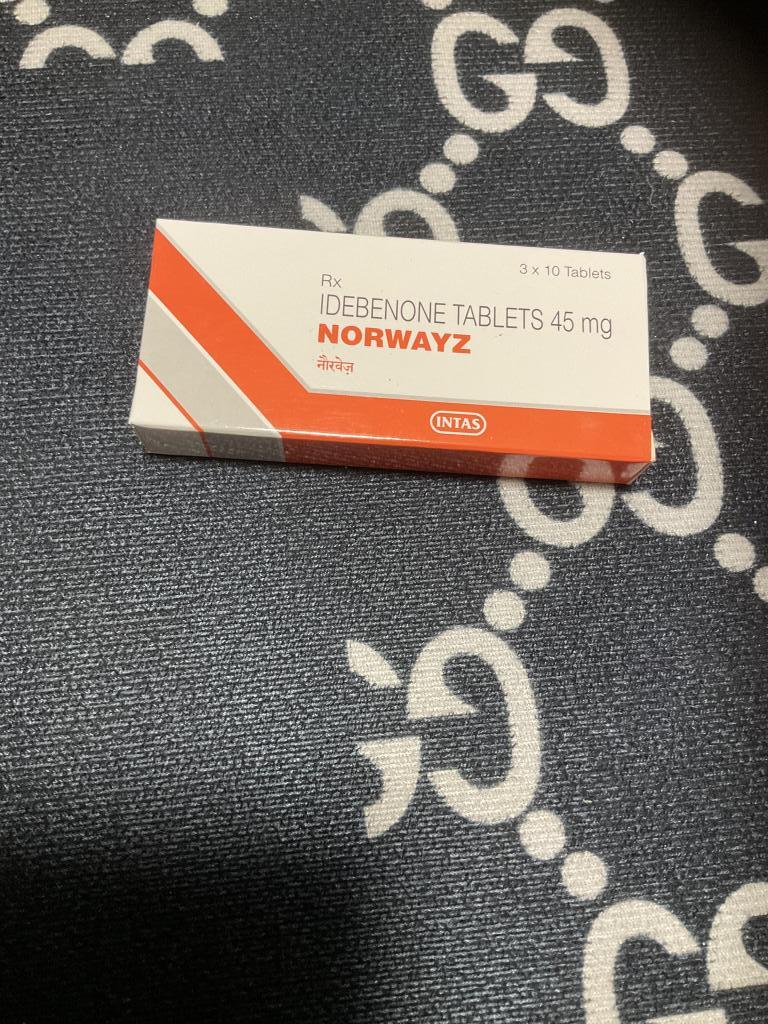 3 x 10 Tablets
Rx
IDEBENONE TABLETS 45 mg
NORWAYZ
नौरवेज़
INTAS